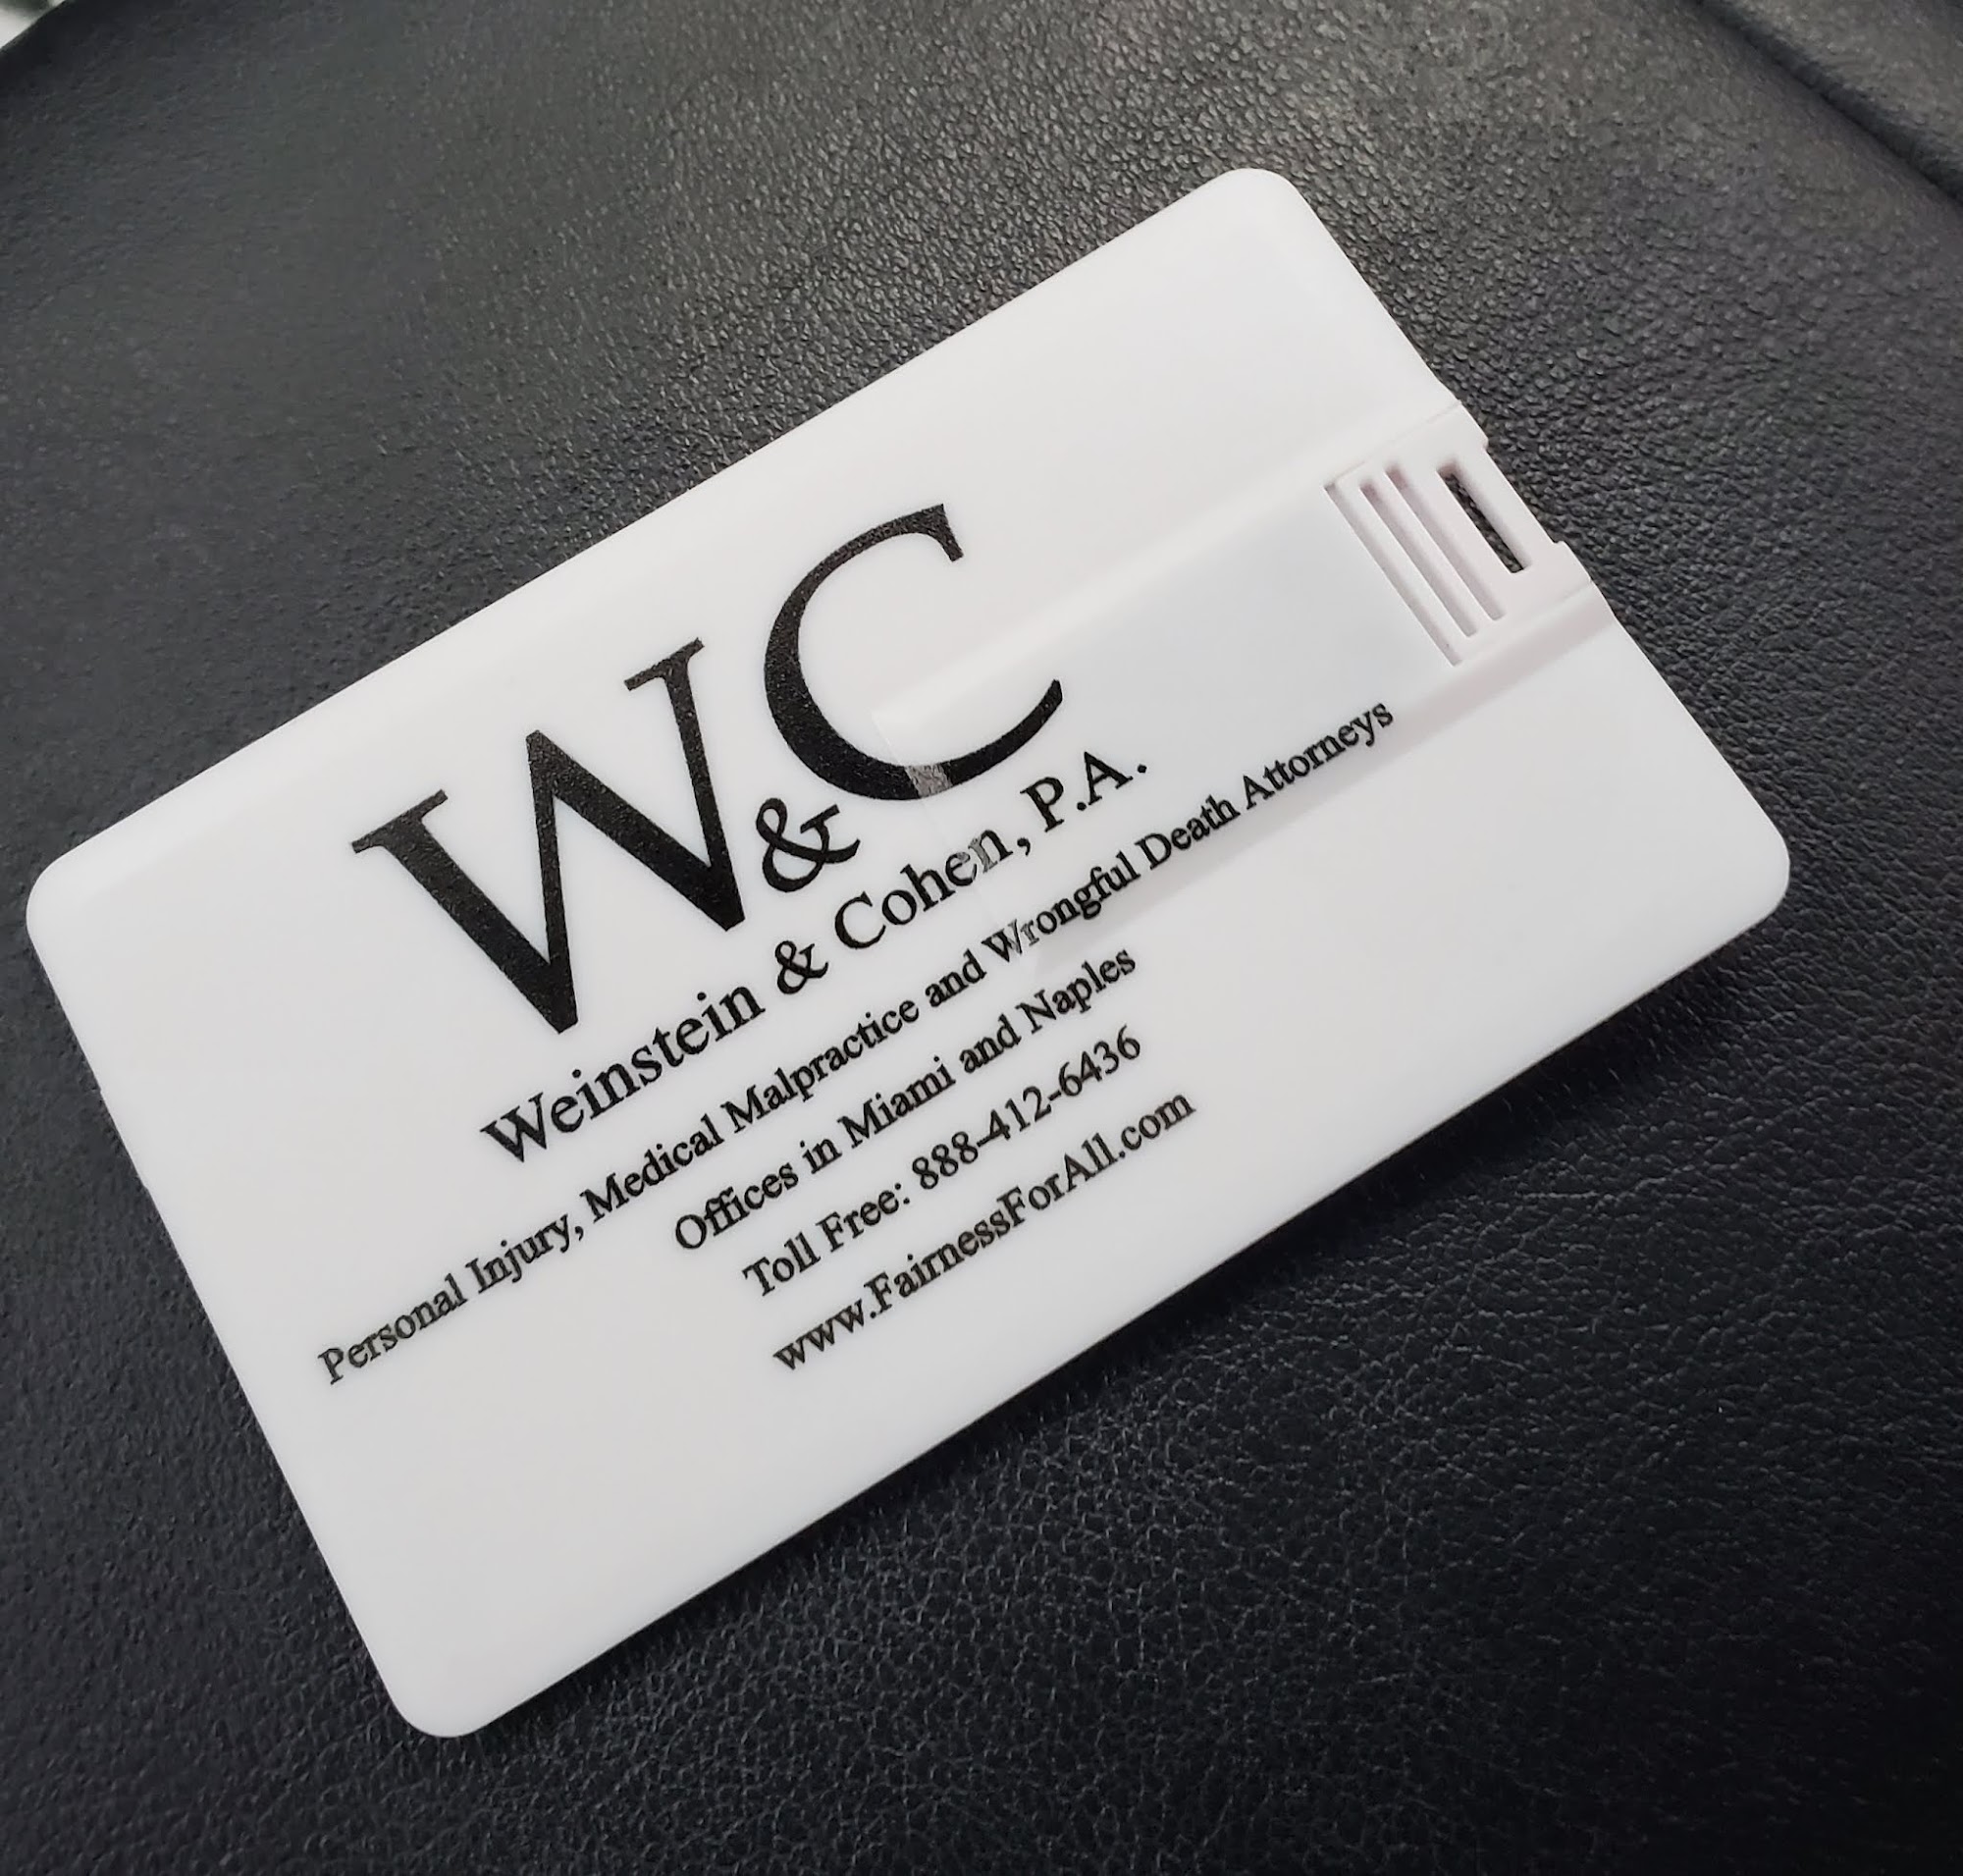 W&C
Weinstein & Cohen, P.A.
Personal Injury, Medical Malpractice and Wrongful Death Attorneys
Offices in Miami and Naples
Toll Free: 888-412-6436
www.FairnessForAll.com